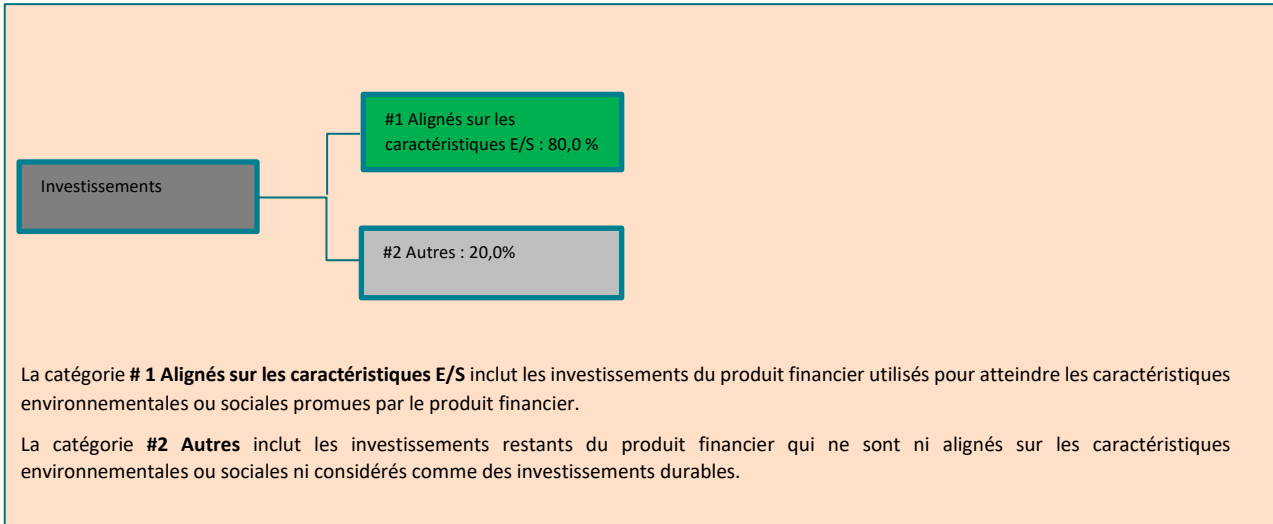 #1 Alignés sur les
caractéristiques E/S : 80,0 %
Investissements
#2 Autres : 20,0%
La catégorie # 1 Alignés sur les caractéristiques E/S inclut les investissements du produit financier utilisés pour atteindre les caractéristiques
environnementales ou sociales promues par le produit financier.
La catégorie #2 Autres inclut les investissements restants du produit financier qui ne sont ni alignés sur les caractéristiques
environnementales ou sociales ni considérés comme des investissements durables.